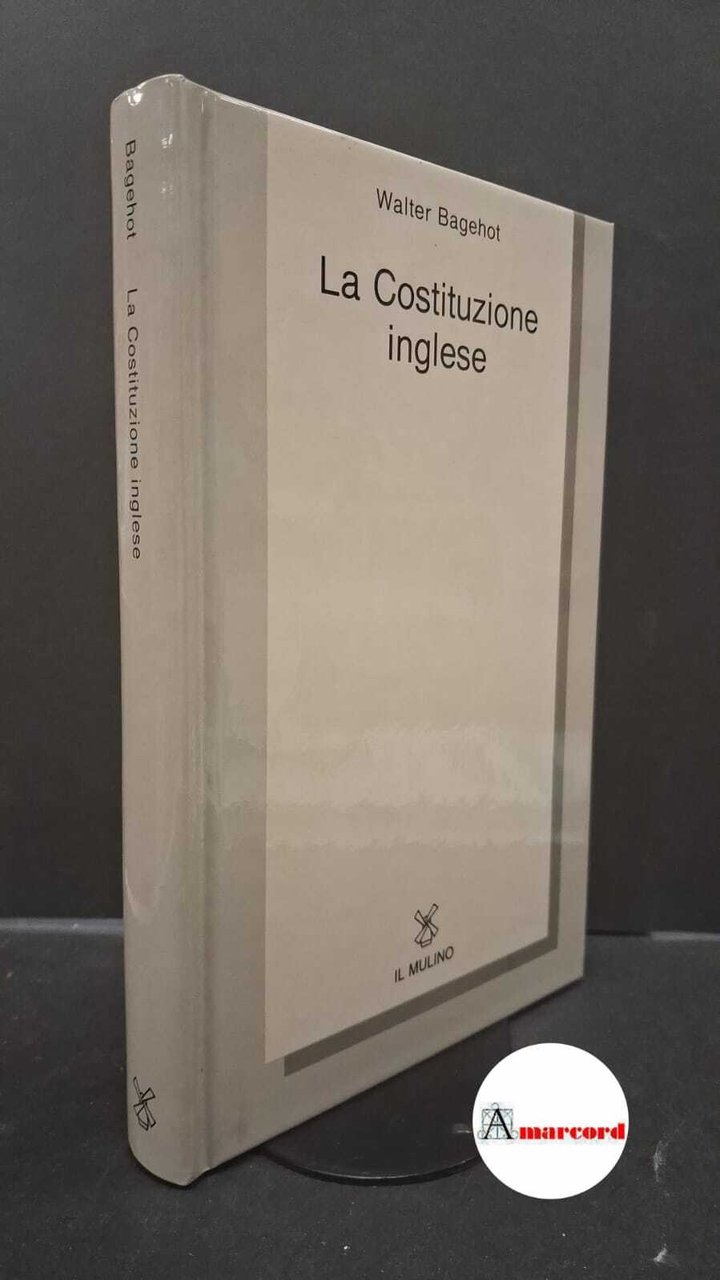 Bagehot La Costituzione inglese
Walter Bagehot
La Costituzione
inglese
IL MULINO
Amarcord